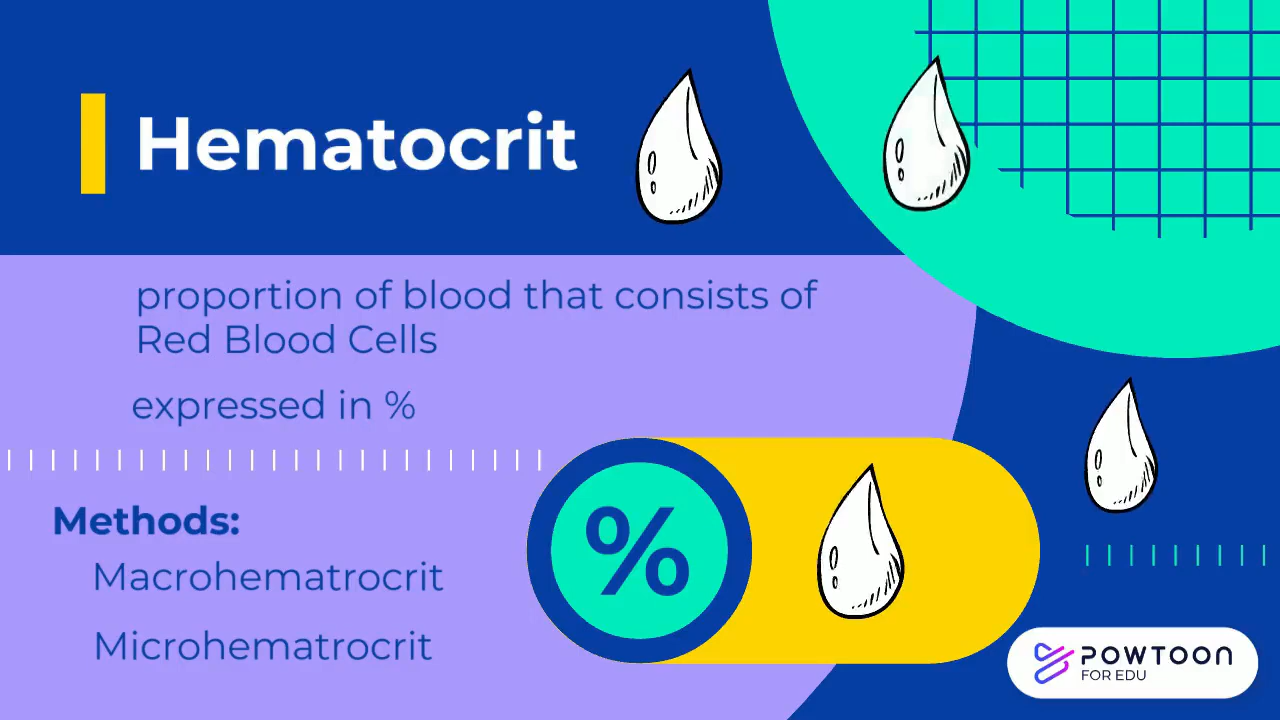 Hematocrit
proportion of blood that consists of
Red Blood Cells
expressed in %
Methods:
Macrohematrocrit
Microhematrocrit
%
POWTOON
FOR EDU